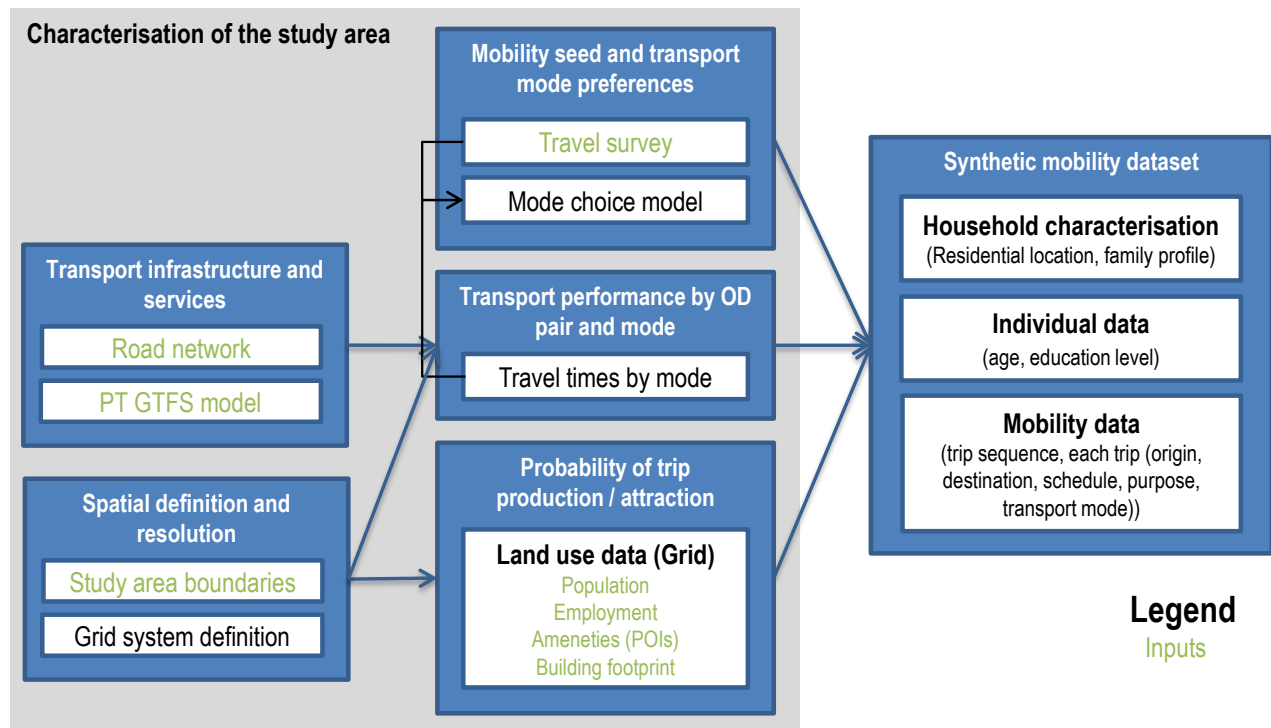 Characterisation of the study area
Mobility seed and transport
mode preferences
Travel survey
Mode choice model
Transport infrastructure and
services
Road network
PT GTFS model
Transport performance by OD
pair and mode
Travel times by mode
Spatial definition and
resolution
Study area boundaries
Grid system definition
Probability of trip
production / attraction
Land use data (Grid)
Population
Employment
Ameneties (POIs)
Building footprint
Synthetic mobility dataset
Household characterisation
(Residential location, family profile)
Individual data
(age, education level)
Mobility data
(trip sequence, each trip (origin,
destination, schedule, purpose,
transport mode))
Legend
Inputs